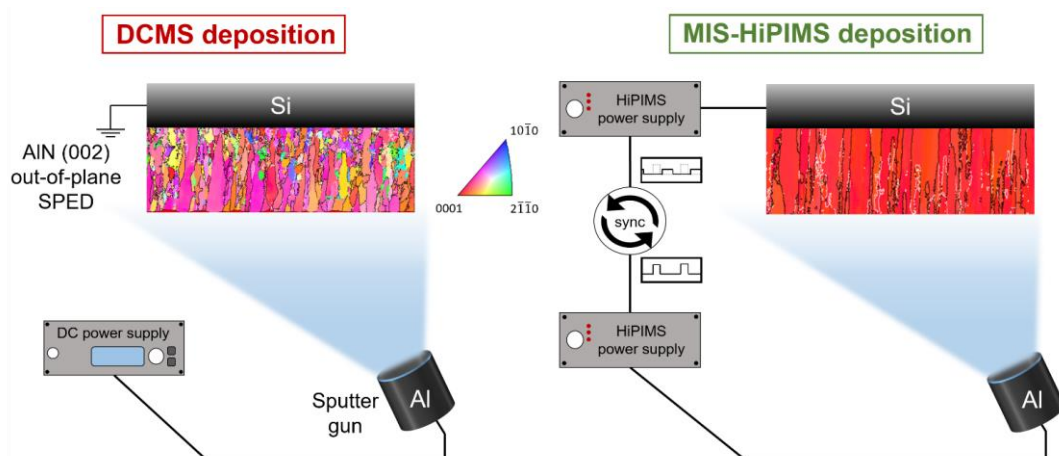 DCMS deposition
Si
AlN (002)
out-of-plane
SPED
101̄0
0001
21̄1̄0
DC power supply
Sputter
gun
Al
MIS-HiPIMS deposition
HiPIMS
power supply
Si
sync
HiPIMS
power supply
Al